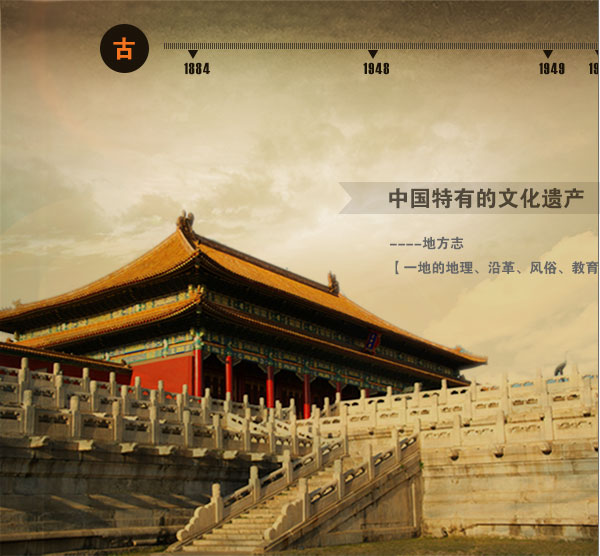 古
1884 1948 1949 19
中国特有的文化遗产
----地方志
【一地的地理、沿革、风俗、教育